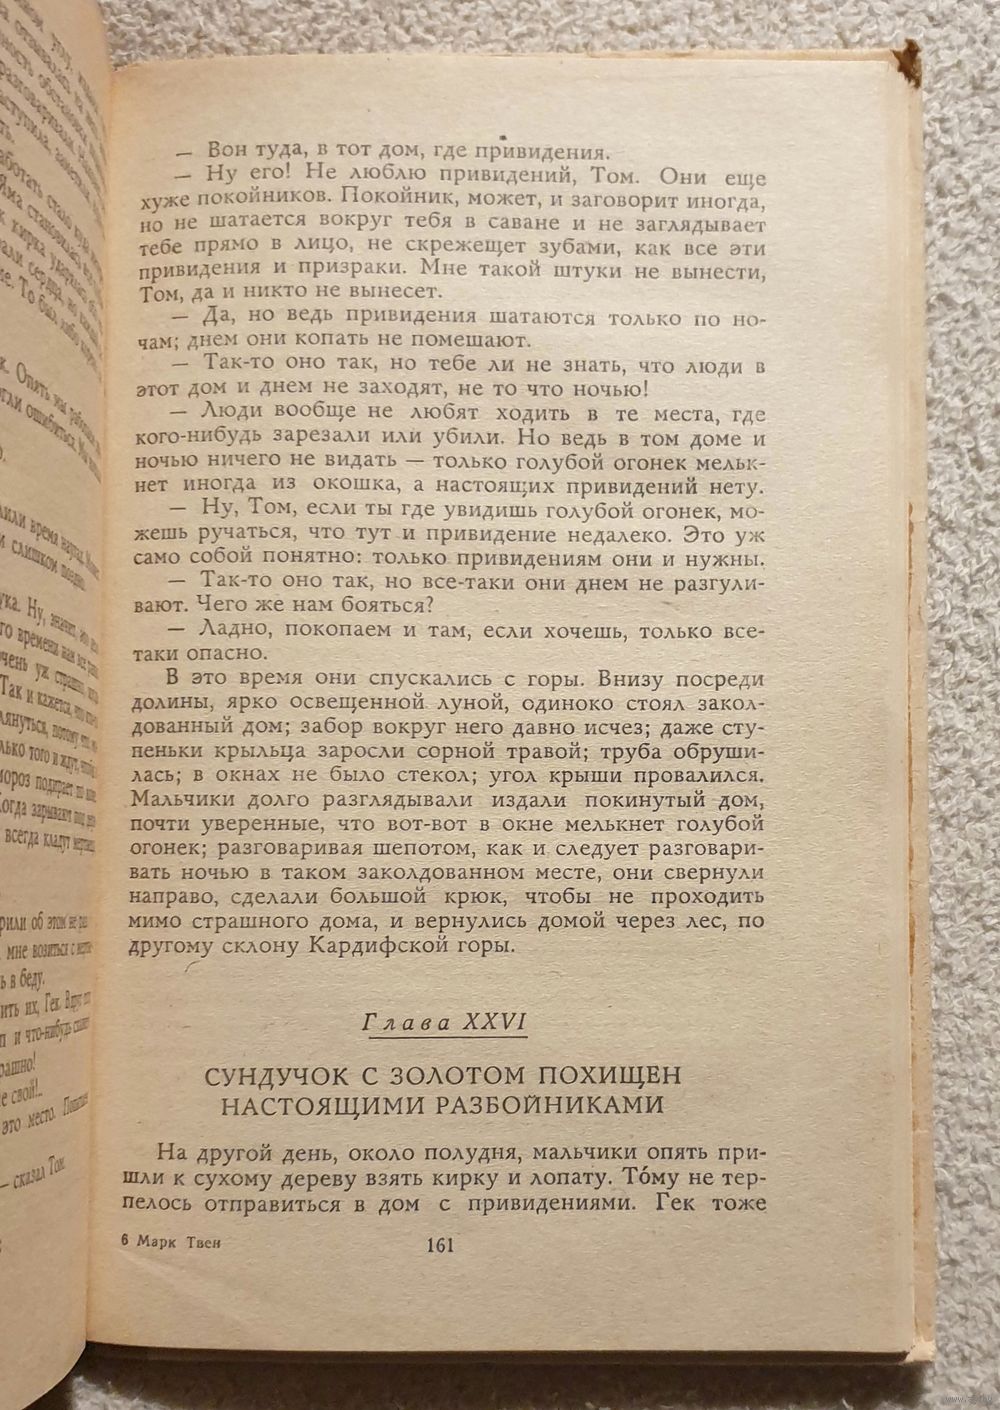 — Вон туда, в тот дом, где привидения.
— Ну его! Не люблю привидений, Том. Они еще
хуже покойников. Покойник, может, и заговорит иногда,
но не шатается вокруг тебя в саване и не заглядывает
тебе прямо в лицо, не скрежещет зубами, как все эти
привидения и призраки. Мне такой штуки не вынести,
Том, да и никто не вынесет.
— Да, но ведь привидения шатаются только по но-
чам; днем они копать не помешают.
— Так-то оно так, но тебе ли не знать, что люди в
этот дом и днем не заходят, не то что ночью!
— Люди вообще не любят ходить в те места, где
кого-нибудь зарезали или убили. Но ведь в том доме и
ночью ничего не видать — только голубой огонек мельк-
нет иногда из окошка, а настоящих привидений нету.
— Ну, Том, если ты где увидишь голубой огонек, мо-
жешь ручаться, что тут и привидение недалеко. Это уж
само собой понятно: только привидениям они и нужны.
— Так-то оно так, но все-таки они днем не разгули-
вают. Чего же нам бояться?
— Ладно, покопаем и там, если хочешь, только все-
таки опасно.
В это время они спускались с горы. Внизу посреди
долины, ярко освещенной луной, одиноко стоял закол-
дованный дом; забор вокруг него давно исчез; даже сту-
пеньки крыльца заросли сорной травой; труба обруши-
лась; в окнах не было стекол; угол крыши провалился.
Мальчики долго разглядывали издали покинутый дом,
почти уверенные, что вот-вот в окне мелькнет голубой
огонек; разговаривая шепотом, как и следует разговари-
вать ночью в таком заколдованном месте, они свернули
направо, сделали большой крюк, чтобы не проходить
мимо страшного дома, и вернулись домой через лес, по
другому склону Кардифской горы.
Глава XXVI
СУНДУЧОК С ЗОЛОТОМ ПОХИЩЕН
НАСТОЯЩИМИ РАЗБОЙНИКАМИ
На другой день, около полудня, мальчики опять при-
шли к сухому дереву взять кирку и лопату. То́му не тер-
пелось отправиться в дом с привидениями. Гек тоже
6 Марк Твен
161